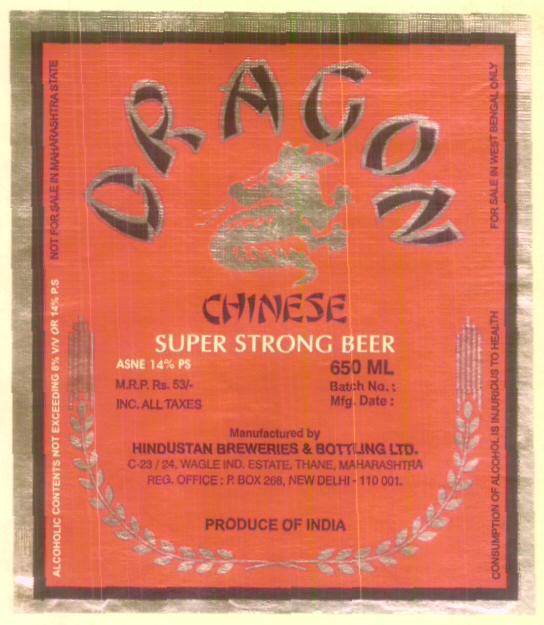 DRAGON
CHINESE
SUPER STRONG BEER
ASNE 14% PS
650 ML
M.R.P. Rs. 53/-
Batch No. :
INC. ALL TAXES
Mfg. Date :
Manufactured by
HINDUSTAN BREWERIES & BOTTLING LTD.
C-23 / 24, WAGLE IND. ESTATE, THANE, MAHARASHTRA
REG. OFFICE : P. BOX 268, NEW DELHI - 110 001.
PRODUCE OF INDIA
NOT FOR SALE IN MAHARASHTRA STATE
ALCOHOLIC CONTENTS NOT EXCEEDING 8% V/V OR 14% P.S
FOR SALE IN WEST BENGAL ONLY
CONSUMPTION OF ALCOHOL IS INJURIOUS TO HEALTH